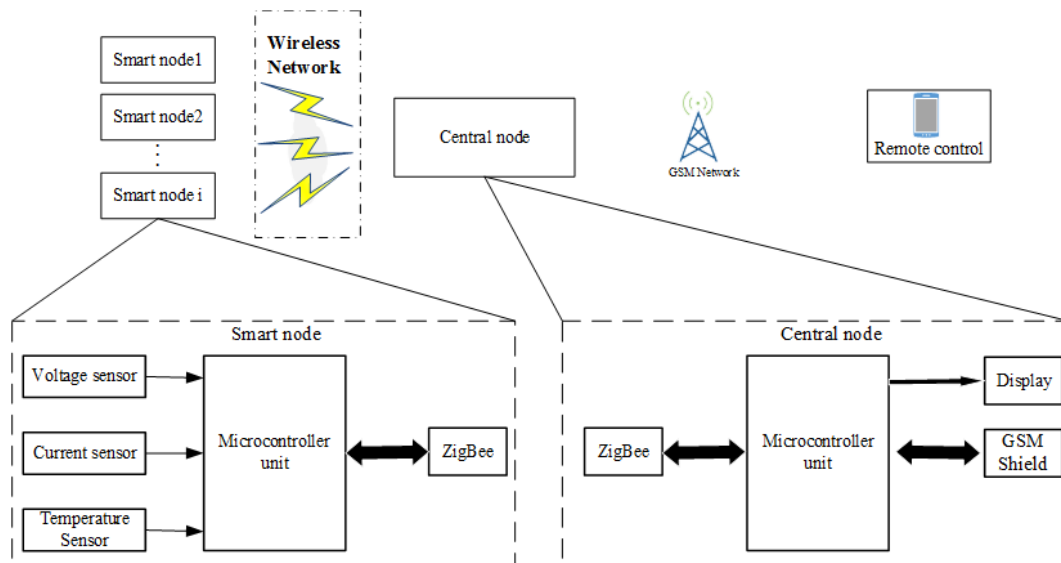 Smart node1
Smart node2
Smart node i
Wireless
Network
Central node
GSM Network
Remote control
Smart node
Voltage sensor
Current sensor
Temperature
Sensor
Microcontroller
unit
ZigBee
Central node
ZigBee
Microcontroller
unit
Display
GSM
Shield